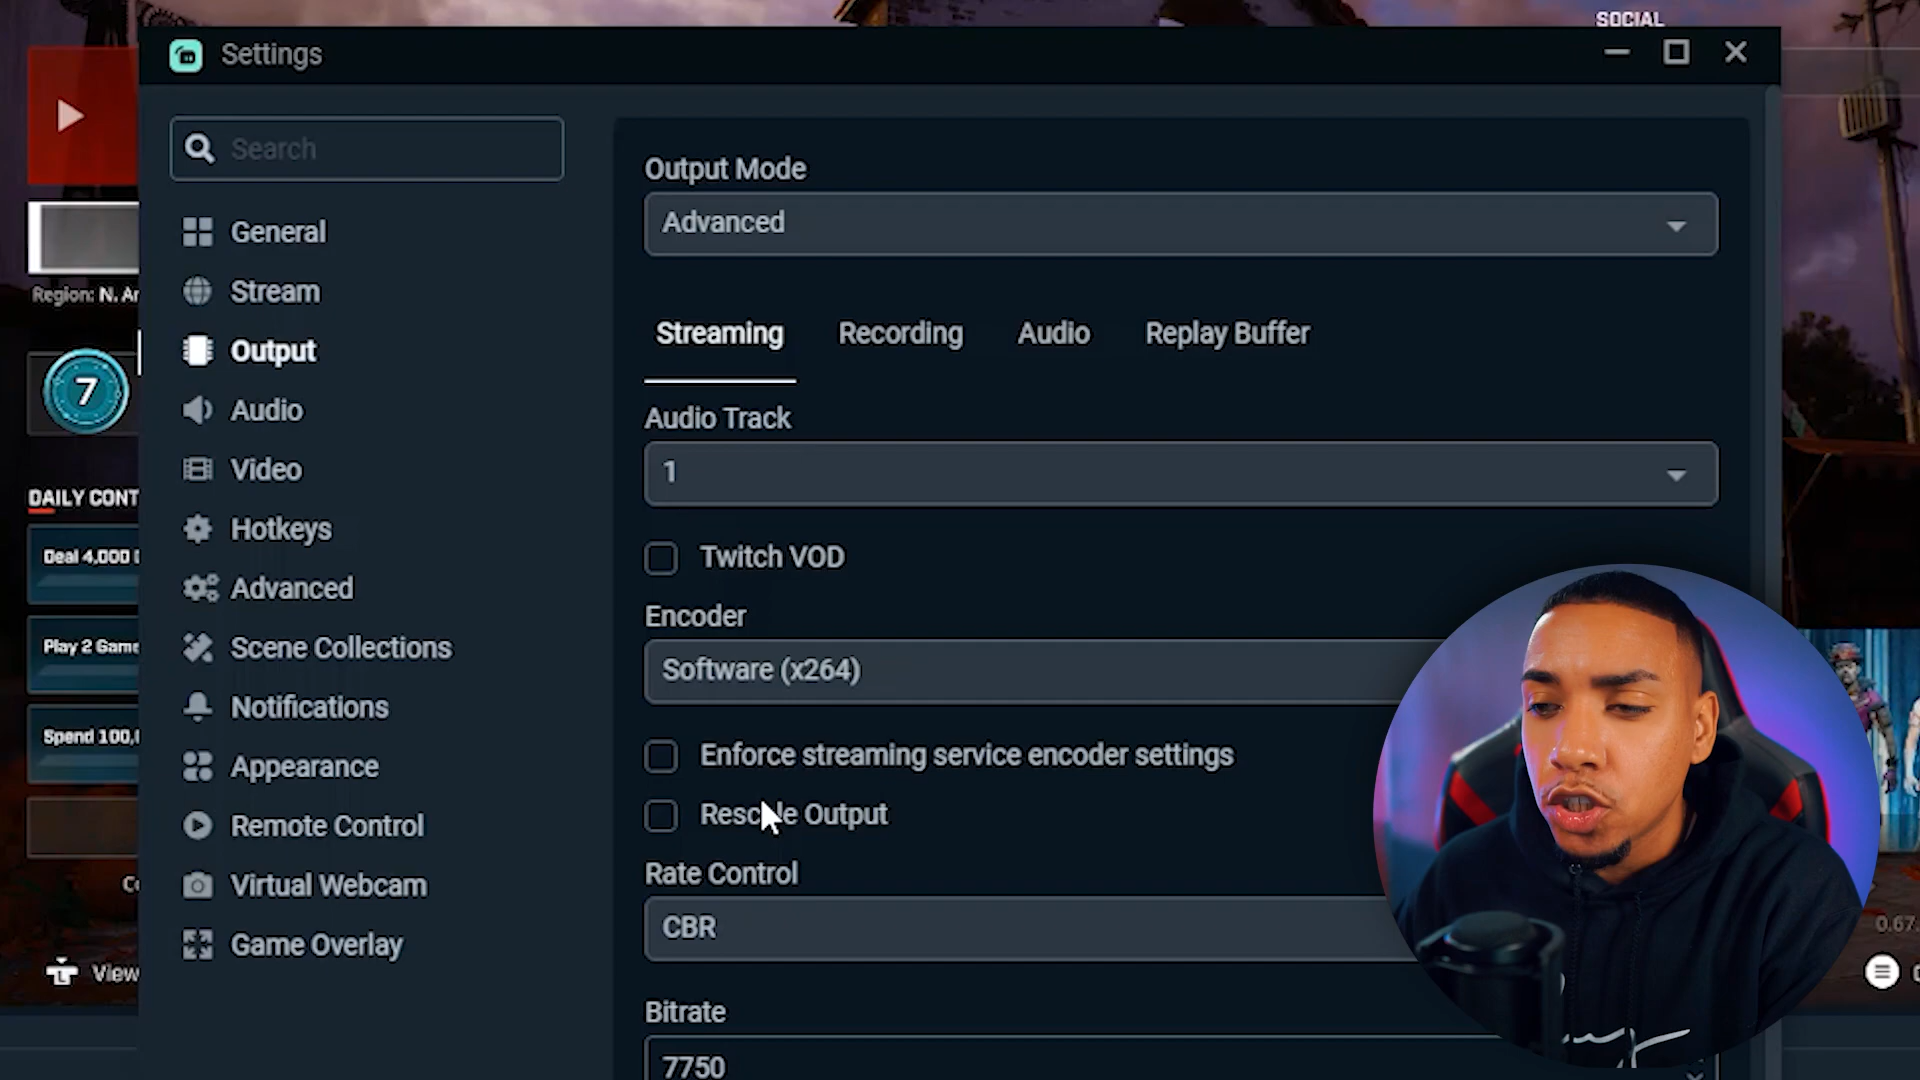 SOCIAL
Settings
Search
General
Stream
Output
Audio
Video
Hotkeys
Advanced
Scene Collections
Notifications
Appearance
Remote Control
Virtual Webcam
Game Overlay
Output Mode
Advanced
Streaming Recording Audio Replay Buffer
Audio Track
1
Twitch VOD
Encoder
Software (x264)
Enforce streaming service encoder settings
Output
Rate Control
CBR
Bitrate
7750
Region: N.
7
DAILY
Deal 4,000
Play 2
Spend
L View
0.67.